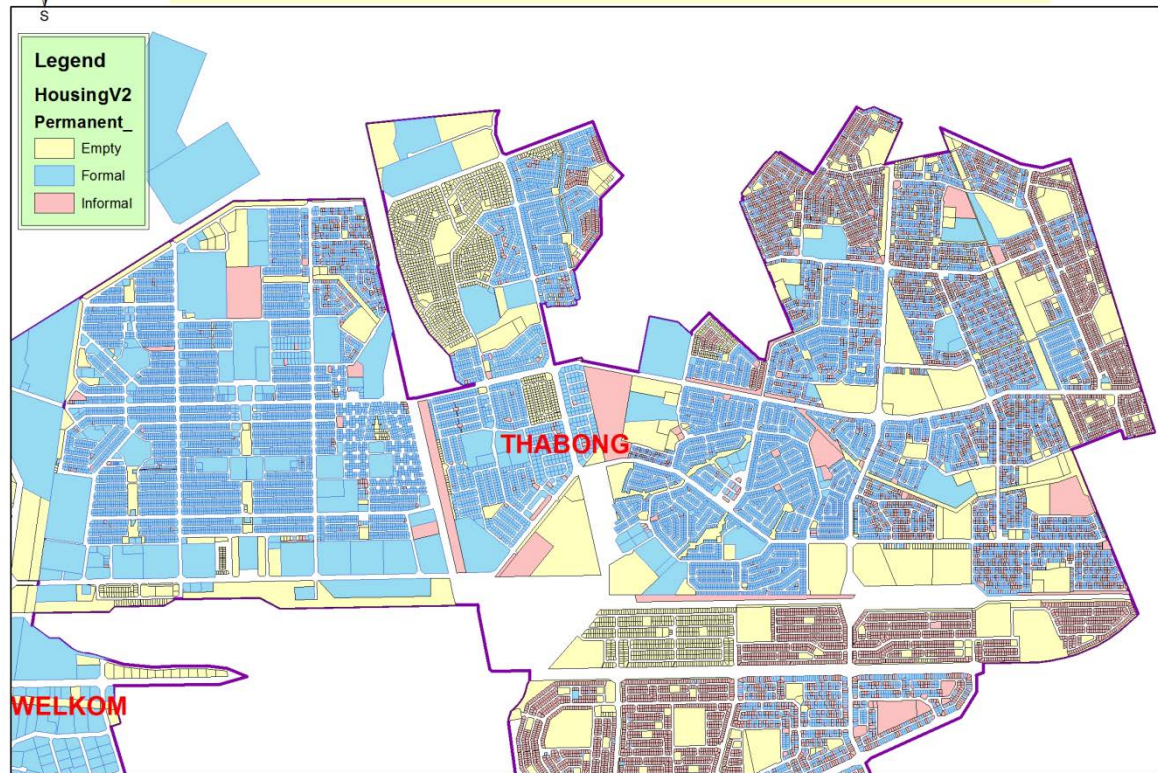 S
Legend
HousingV2
Permanent_
Empty
Formal
Informal
THABONG
WELKOM